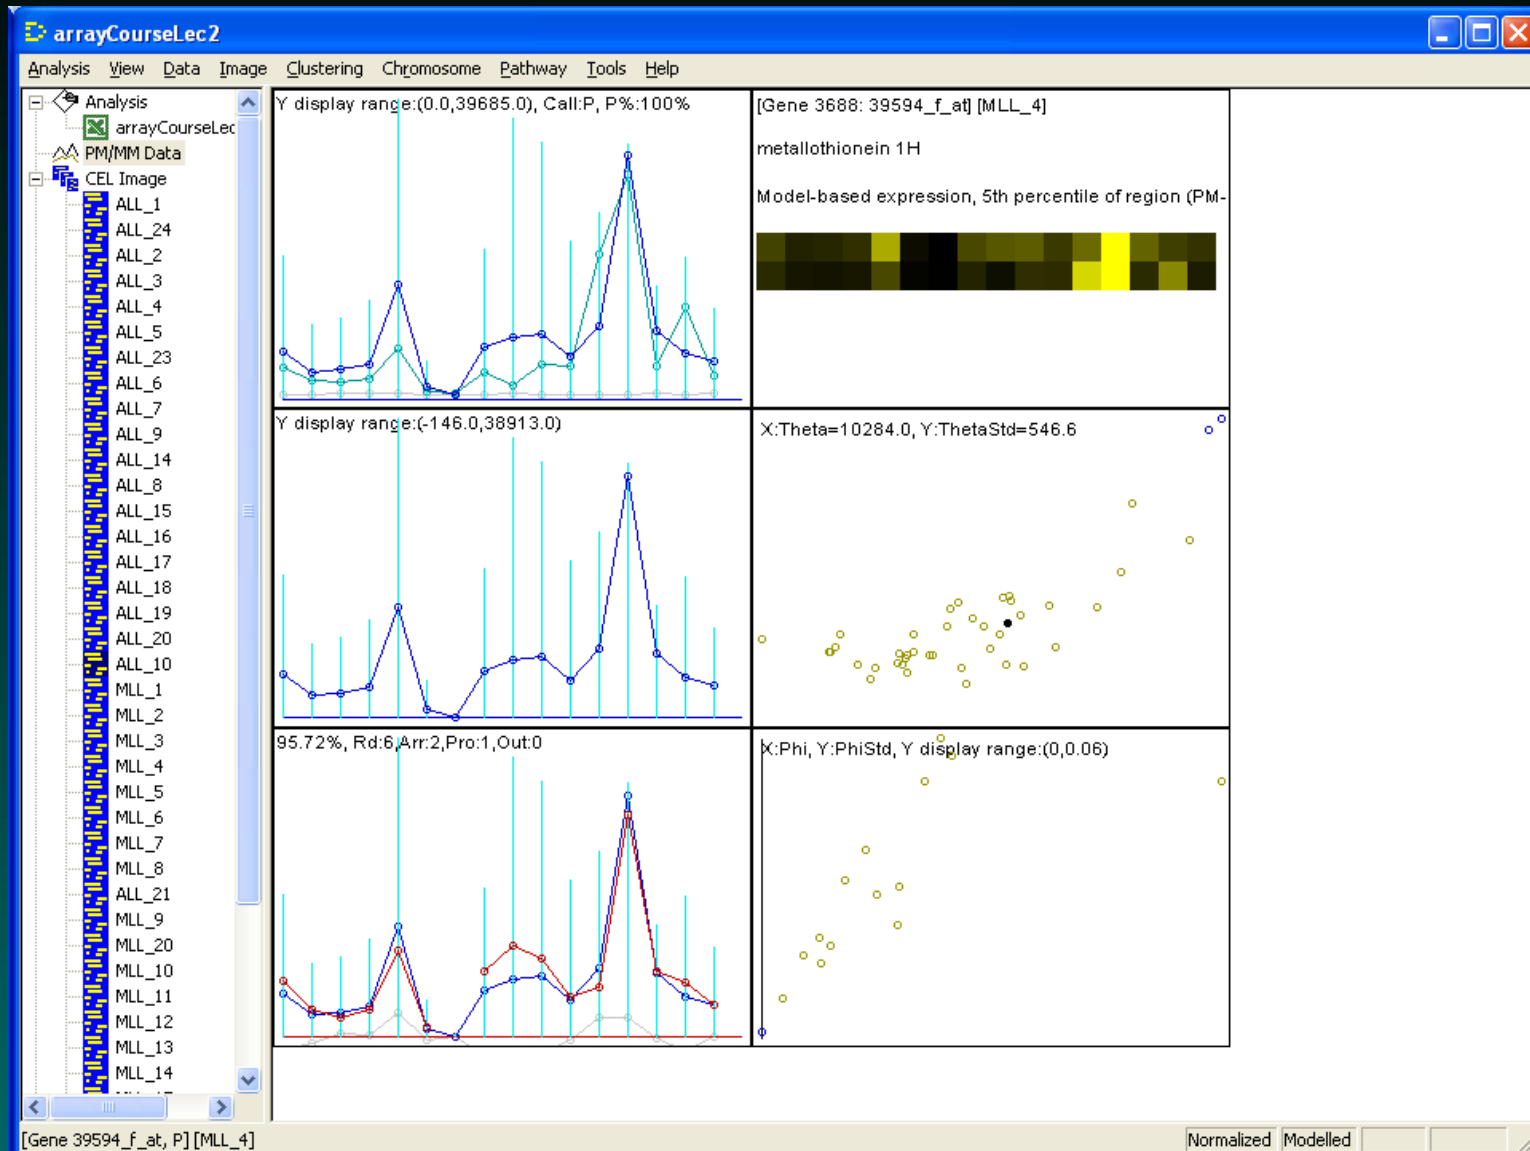 arrayCourseLec2
Analysis View Data Image Clustering Chromosome Pathway Tools Help
Analysis
arrayCourseLec
PM/MM Data
CEL Image
ALL_1
ALL_24
ALL_2
ALL_3
ALL_4
ALL_5
ALL_23
ALL_6
ALL_7
ALL_9
ALL_14
ALL_8
ALL_15
ALL_16
ALL_17
ALL_18
ALL_19
ALL_20
ALL_10
MLL_1
MLL_2
MLL_3
MLL_4
MLL_5
MLL_6
MLL_7
MLL_8
ALL_21
MLL_9
MLL_20
MLL_10
MLL_11
MLL_12
MLL_13
MLL_14
Y display range:(0.0,39685.0), Call:P, P%:100%
[Gene 3688: 39594_f_at] [MLL_4]
metallothionein 1H
Model-based expression, 5th percentile of region (PM-
Y display range:(-146.0,38913.0)
X:Theta=10284.0, Y:ThetaStd=546.6
95.72%, Rd:6,Arr:2,Pro:1,Out:0
X:Phi, Y:PhiStd, Y display range:(0,0.06)
[Gene 39594_f_at, P] [MLL_4]
Normalized Modelled